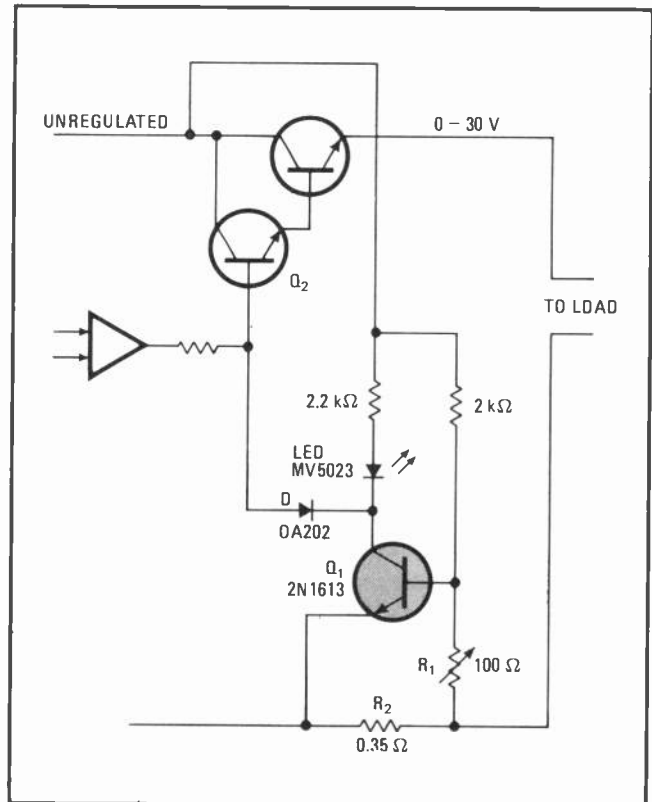 UNREGULATED
0 – 30 V
Q2
TO LOAD
2.2 kΩ
2 kΩ
LED
MV5023
D
OA202
Q1
2N1613
R1
100 Ω
R2
0.35 Ω